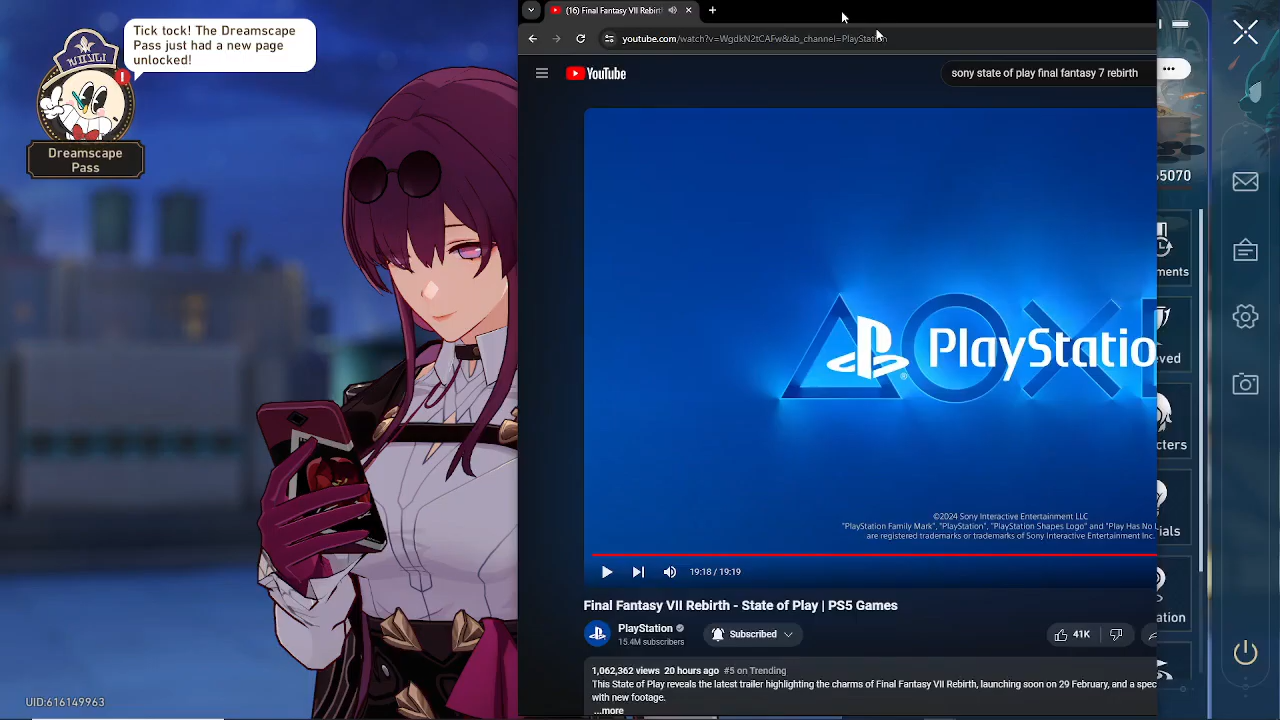 Tick tock! The Dreamscape
Pass just had a new page
unlocked!
Dreamscape
Pass
UID:616149963
(16) Final Fantasy VII Rebirth
youtube.com/watch?v=WgdkN2tCAFw&ab_channel=PlayStation
YouTube
sony state of play final fantasy 7 rebirth
PlayStatio
©2024 Sony Interactive Entertainment LLC
"PlayStation Family Mark", "PlayStation", "PlayStation Shapes Logo" and "Play Has No L
are registered trademarks or trademarks of Sony Interactive Entertainment Inc.
19:18 / 19:19
Final Fantasy VII Rebirth - State of Play | PS5 Games
PlayStation
15.4M subscribers
Subscribed
41K
1,062,362 views 20 hours ago #5 on Trending
This State of Play reveals the latest trailer highlighting the charms of Final Fantasy VII Rebirth, launching soon on 29 February, and a spec
with new footage.
...more
65070
ments
ved
cters
ials
ation